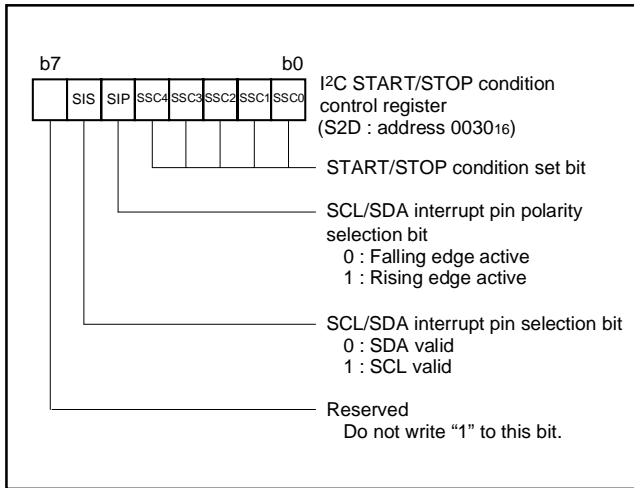 b7 b0
SIS SIP SSC4 SSC3 SSC2 SSC1 SSC0
I2C START/STOP condition
control register
(S2D : address 003016)
START/STOP condition set bit
SCL/SDA interrupt pin polarity
selection bit
0 : Falling edge active
1 : Rising edge active
SCL/SDA interrupt pin selection bit
0 : SDA valid
1 : SCL valid
Reserved
Do not write “1” to this bit.